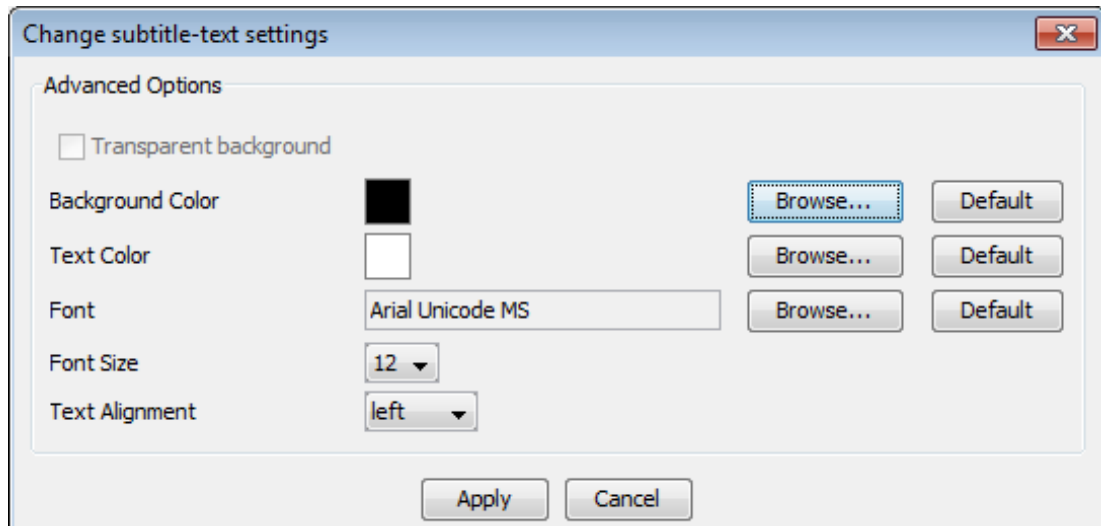 Change subtitle-text settings
Advanced Options
Transparent background
Background Color Browse... Default
Text Color Browse... Default
Font Arial Unicode MS Browse... Default
Font Size 12
Text Alignment left
Apply Cancel